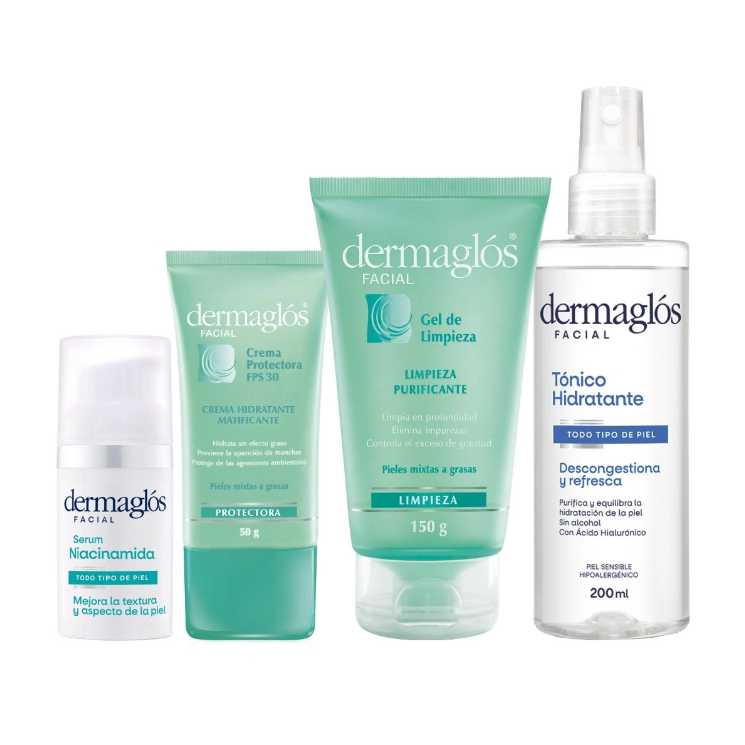 dermaglós
FACIAL
Serum
Niacinamida
TODO TIPO DE PIEL
Mejora la textura
y aspecto de la piel
dermaglós®
FACIAL
Crema
Protectora
FPS 30
CREMA HIDRATANTE
MATIFICANTE
Hidrata sin efecto graso
Previene la aparición de manchas
Protege de las agresiones ambientales
Pieles mixtas a grasas
PROTECTORA
50 g
dermaglós®
FACIAL
Gel de
Limpieza
LIMPIEZA
PURIFICANTE
Limpia en profundidad
Elimina impurezas
Controla el exceso de grasitud
Pieles mixtas a grasas
LIMPIEZA
150 g
dermaglós
FACIAL
Tónico
Hidratante
TODO TIPO DE PIEL
Descongestiona
y refresca
Purifica y equilibra la
hidratación de la piel
Sin alcohol
Con Ácido Hialurónico
PIEL SENSIBLE
HIPOALERGÉNICO
200 ml